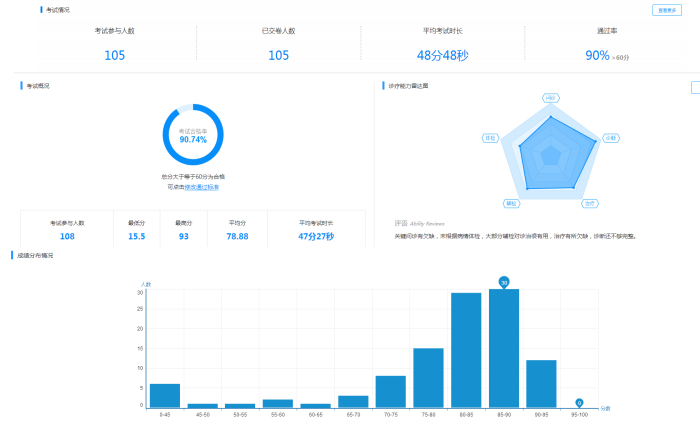 考试情况
查看更多
考试参与人数
已交卷人数
平均考试时长
通过率
105
105
48分48秒
90% ≥60分
考试概况
诊疗能力雷达图
考试合格率
90.74%
总分大于等于60分为合格
可点击修改通过标准
问诊
体检
诊断
辅检
治疗
考试参与人数
最低分
最高分
平均分
平均考试时长
108
15.5
93
78.88
47分27秒
评语 Ability Reviews
关键问诊有欠缺，未根据病情体检，大部分辅检对诊治很有用，治疗有所欠缺，诊断还不够完整。
成绩分布情况
人数
30
25
20
15
10
5
0
30
0
0-45
45-50
50-55
55-60
60-65
65-70
70-75
75-80
80-85
85-90
90-95
95-100
分数